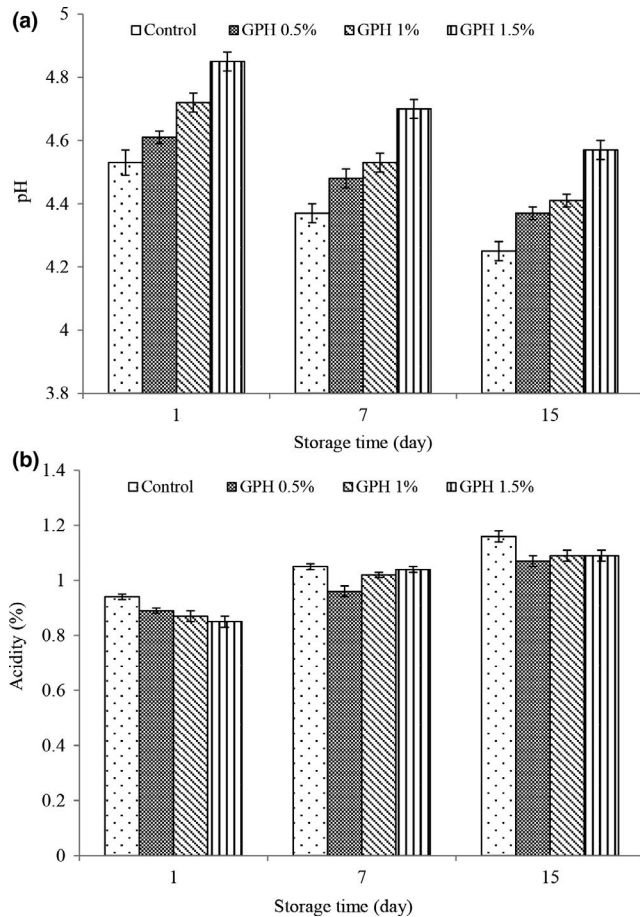 (a)
5
Control GPH 0.5% GPH 1% GPH 1.5%
4.8
4.6
4.4
4.2
4
3.8
pH
1 7 15
Storage time (day)
(b)
1.4
Control GPH 0.5% GPH 1% GPH 1.5%
1.2
1
0.8
0.6
0.4
0.2
0
Acidity (%)
1 7 15
Storage time (day)